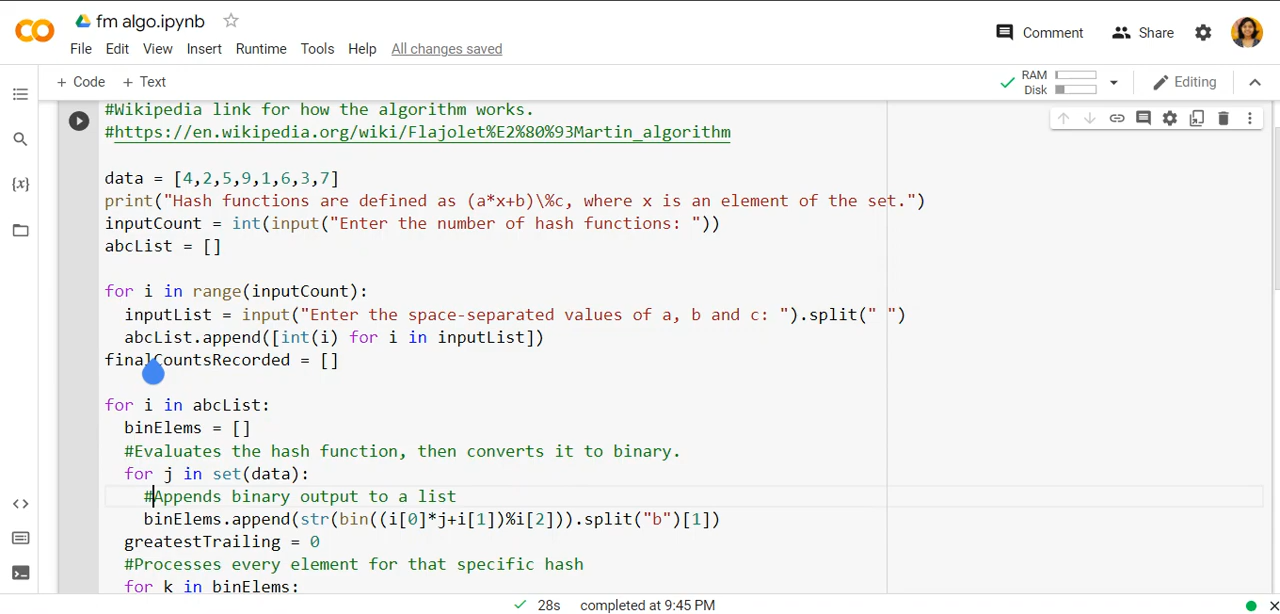 fm algo.ipynb
File Edit View Insert Runtime Tools Help All changes saved
Comment Share
+ Code + Text
RAM
Disk
Editing
#Wikipedia link for how the algorithm works.
#https://en.wikipedia.org/wiki/Flajolet%E2%80%93Martin_algorithm
data = [4,2,5,9,1,6,3,7]
print("Hash functions are defined as (a*x+b)\%c, where x is an element of the set.")
inputCount = int(input("Enter the number of hash functions: "))
abcList = []
for i in range(inputCount):
inputList = input("Enter the space-separated values of a, b and c: ").split(" ")
abcList.append([int(i) for i in inputList])
finalCountsRecorded = []
for i in abcList:
binElems = []
#Evaluates the hash function, then converts it to binary.
for j in set(data):
#Appends binary output to a list
binElems.append(str(bin((i[0]*j+i[1])%i[2])).split("b")[1])
greatestTrailing = 0
#Processes every element for that specific hash
for k in binElems:
28s completed at 9:45 PM